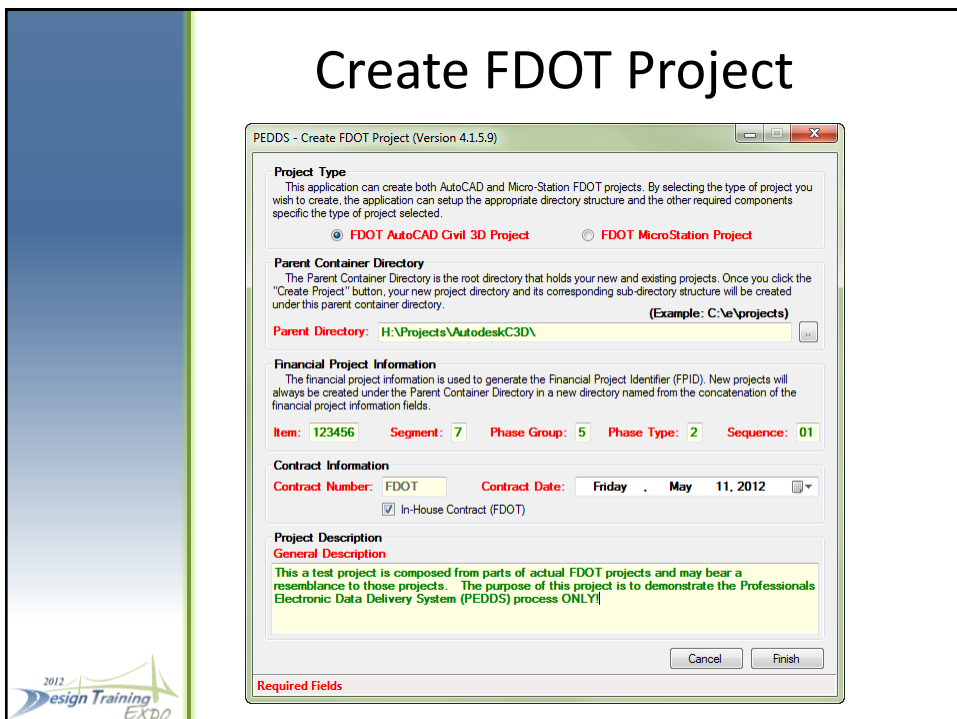 Create FDOT Project
PEDDS - Create FDOT Project (Version 4.1.5.9)
Project Type
This application can create both AutoCAD and Micro-Station FDOT projects. By selecting the type of project you
wish to create, the application can setup the appropriate directory structure and the other required components
specific the type of project selected.
FDOT AutoCAD Civil 3D Project FDOT MicroStation Project
Parent Container Directory
The Parent Container Directory is the root directory that holds your new and existing projects. Once you click the
"Create Project" button, your new project directory and its corresponding sub-directory structure will be created
under this parent container directory.
(Example: C:\e\projects)
Parent Directory: H:\Projects\AutodeskC3D\ ..
Financial Project Information
The financial project information is used to generate the Financial Project Identifier (FPID). New projects will
always be created under the Parent Container Directory in a new directory named from the concatenation of the
financial project information fields.
Item: 123456 Segment: 7 Phase Group: 5 Phase Type: 2 Sequence: 01
Contract Information
Contract Number: FDOT Contract Date: Friday , May 11, 2012
In-House Contract (FDOT)
Project Description
General Description
This a test project is composed from parts of actual FDOT projects and may bear a
resemblance to those projects. The purpose of this project is to demonstrate the Professionals
Electronic Data Delivery System (PEDDS) process ONLY!
Cancel Finish
Required Fields
2012
Design Training
EXPO